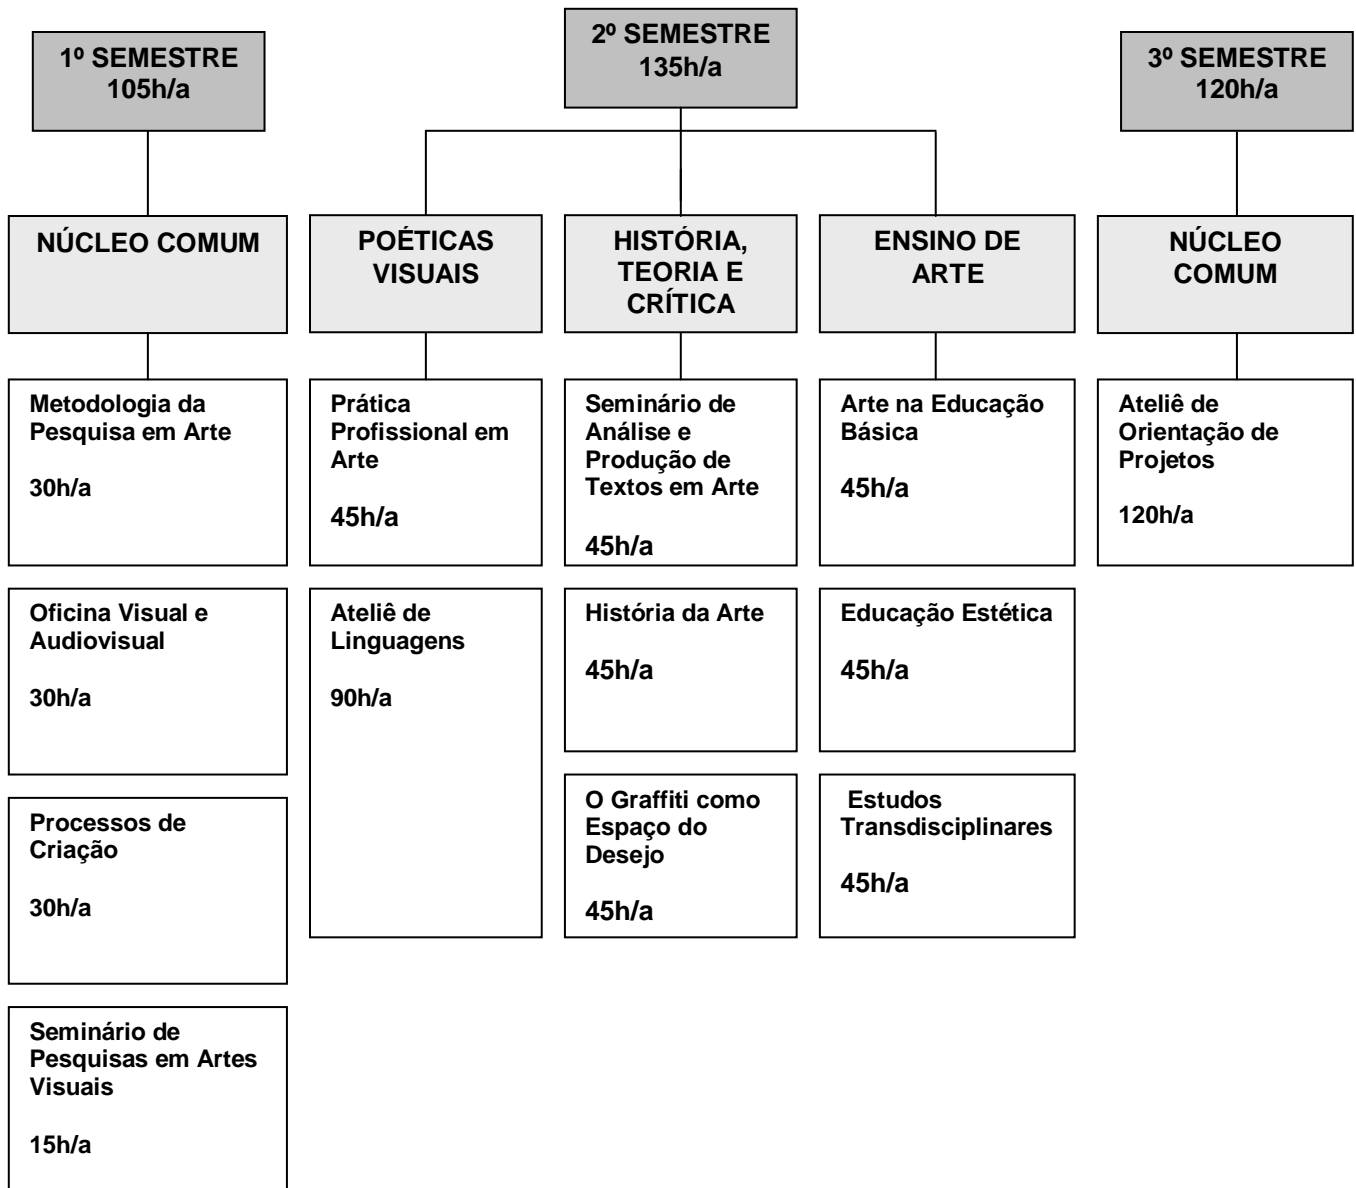 1º SEMESTRE
105h/a
2º SEMESTRE
135h/a
3º SEMESTRE
120h/a
NÚCLEO COMUM
POÉTICAS
VISUAIS
HISTÓRIA,
TEORIA E
CRÍTICA
ENSINO DE
ARTE
NÚCLEO
COMUM
Metodologia da
Pesquisa em Arte
30h/a
Oficina Visual e
Audiovisual
30h/a
Processos de
Criação
30h/a
Seminário de
Pesquisas em Artes
Visuais
15h/a
Prática
Profissional em
Arte
45h/a
Ateliê de
Linguagens
90h/a
Seminário de
Análise e
Produção de
Textos em Arte
45h/a
História da Arte
45h/a
O Graffiti como
Espaço do
Desejo
45h/a
Arte na Educação
Básica
45h/a
Educação Estética
45h/a
Estudos
Transdisciplinares
45h/a
Ateliê de
Orientação de
Projetos
120h/a